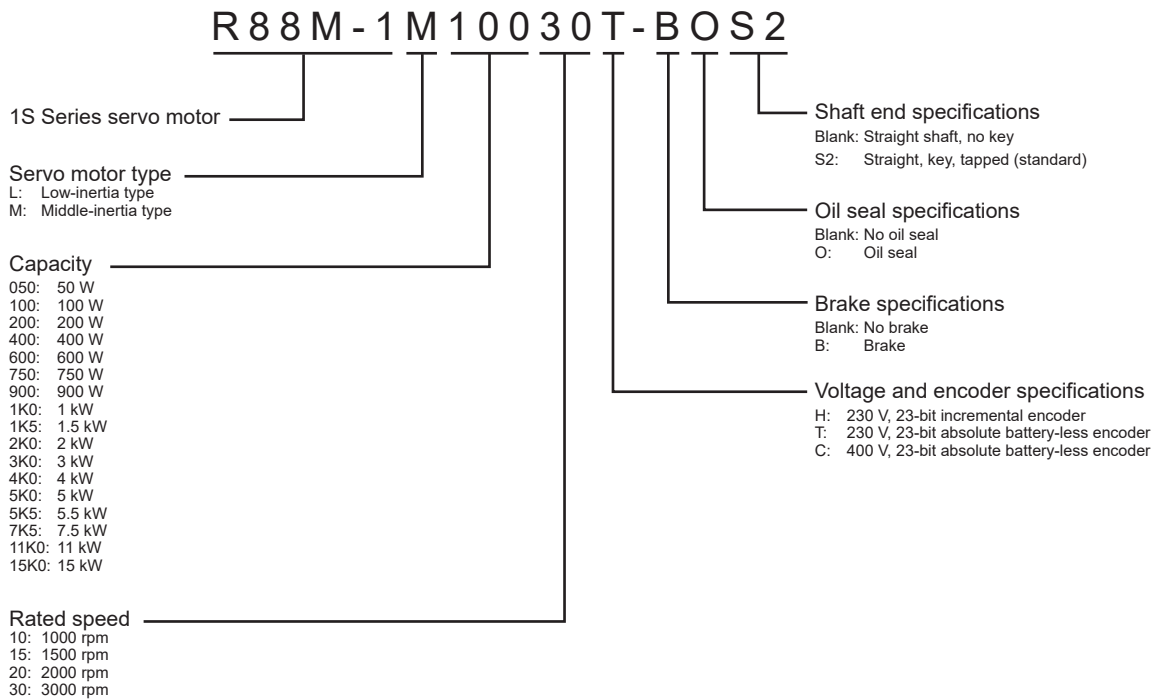 R88M-1M10030T-BOS2
1S Series servo motor
Servo motor type
L: Low-inertia type
M: Middle-inertia type
Capacity
050: 50 W
100: 100 W
200: 200 W
400: 400 W
600: 600 W
750: 750 W
900: 900 W
1K0: 1 kW
1K5: 1.5 kW
2K0: 2 kW
3K0: 3 kW
4K0: 4 kW
5K0: 5 kW
5K5: 5.5 kW
7K5: 7.5 kW
11K0: 11 kW
15K0: 15 kW
Rated speed
10: 1000 rpm
15: 1500 rpm
20: 2000 rpm
30: 3000 rpm
Shaft end specifications
Blank: Straight shaft, no key
S2: Straight, key, tapped (standard)
Oil seal specifications
Blank: No oil seal
O: Oil seal
Brake specifications
Blank: No brake
B: Brake
Voltage and encoder specifications
H: 230 V, 23-bit incremental encoder
T: 230 V, 23-bit absolute battery-less encoder
C: 400 V, 23-bit absolute battery-less encoder